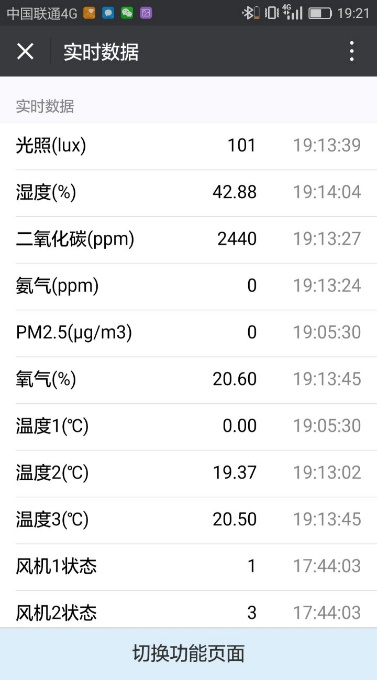 中国联通4G 4G 19:21
实时数据
实时数据
光照(lux) 101 19:13:39
湿度(%) 42.88 19:14:04
二氧化碳(ppm) 2440 19:13:27
氨气(ppm) 0 19:13:24
PM2.5(µg/m3) 0 19:05:30
氧气(%) 20.60 19:13:45
温度1(℃) 0.00 19:05:30
温度2(℃) 19.37 19:13:02
温度3(℃) 20.50 19:13:45
风机1状态 1 17:44:03
风机2状态 3 17:44:03
切换功能页面